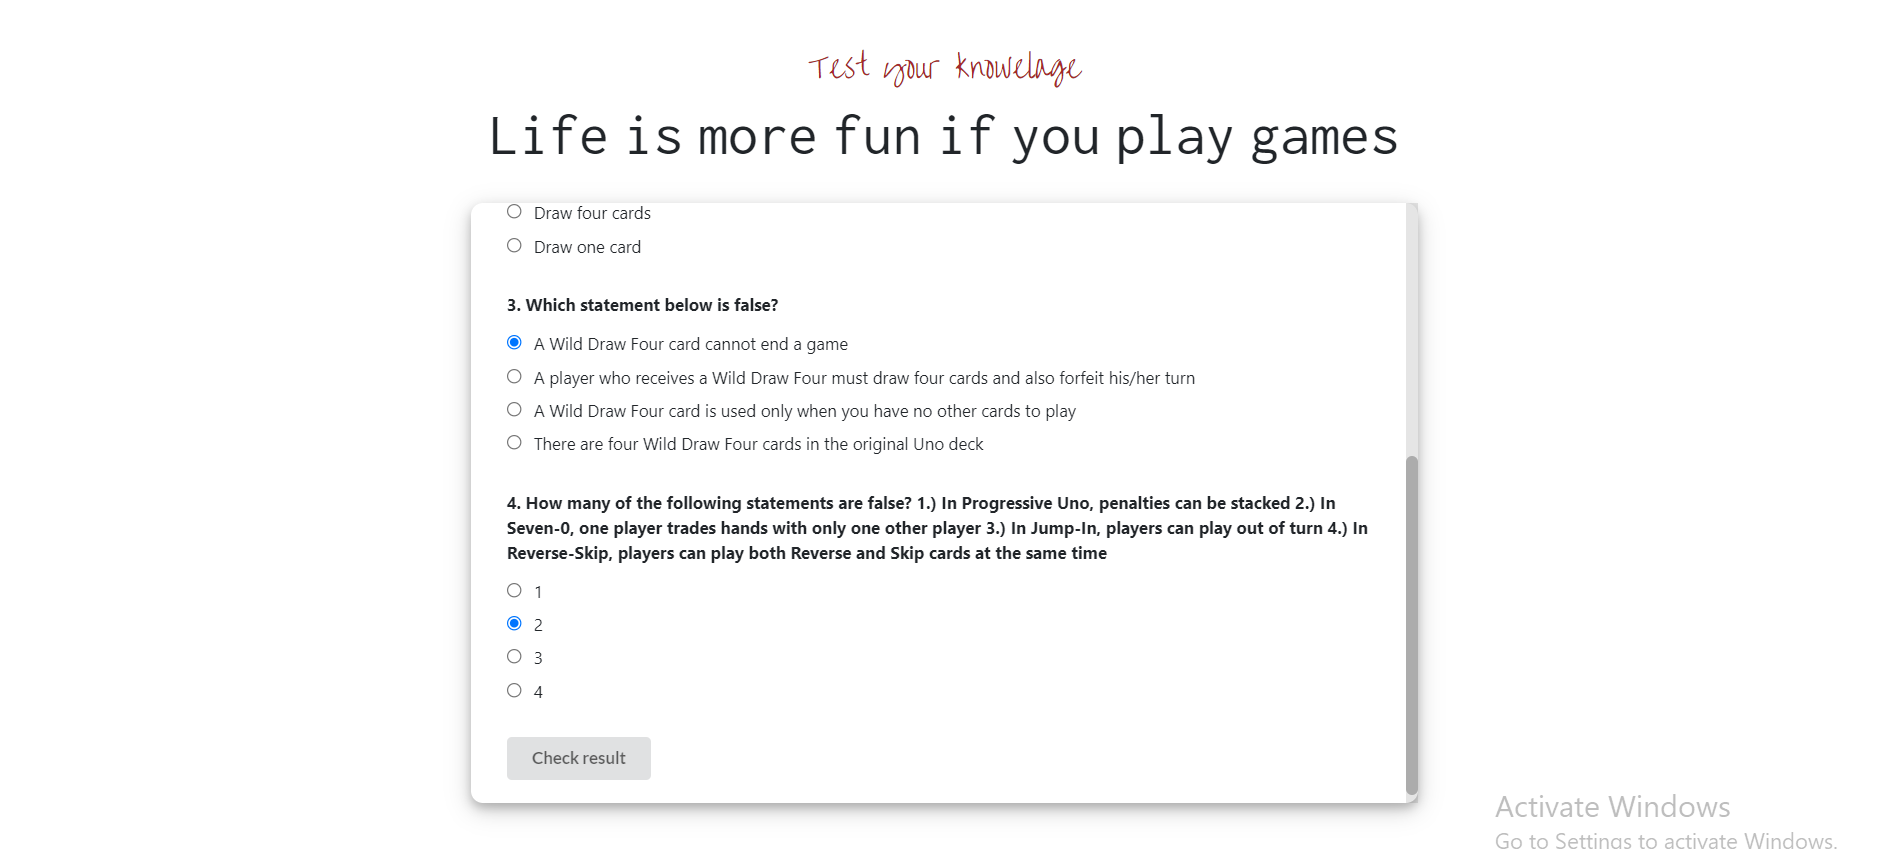 Test your knowelage
Life is more fun if you play games
Draw four cards
Draw one card
3. Which statement below is false?
A Wild Draw Four card cannot end a game
A player who receives a Wild Draw Four must draw four cards and also forfeit his/her turn
A Wild Draw Four card is used only when you have no other cards to play
There are four Wild Draw Four cards in the original Uno deck
4. How many of the following statements are false? 1.) In Progressive Uno, penalties can be stacked 2.) In
Seven-0, one player trades hands with only one other player 3.) In Jump-In, players can play out of turn 4.) In
Reverse-Skip, players can play both Reverse and Skip cards at the same time
1
2
3
4
Check result
Activate Windows
Go to Settings to activate Windows.